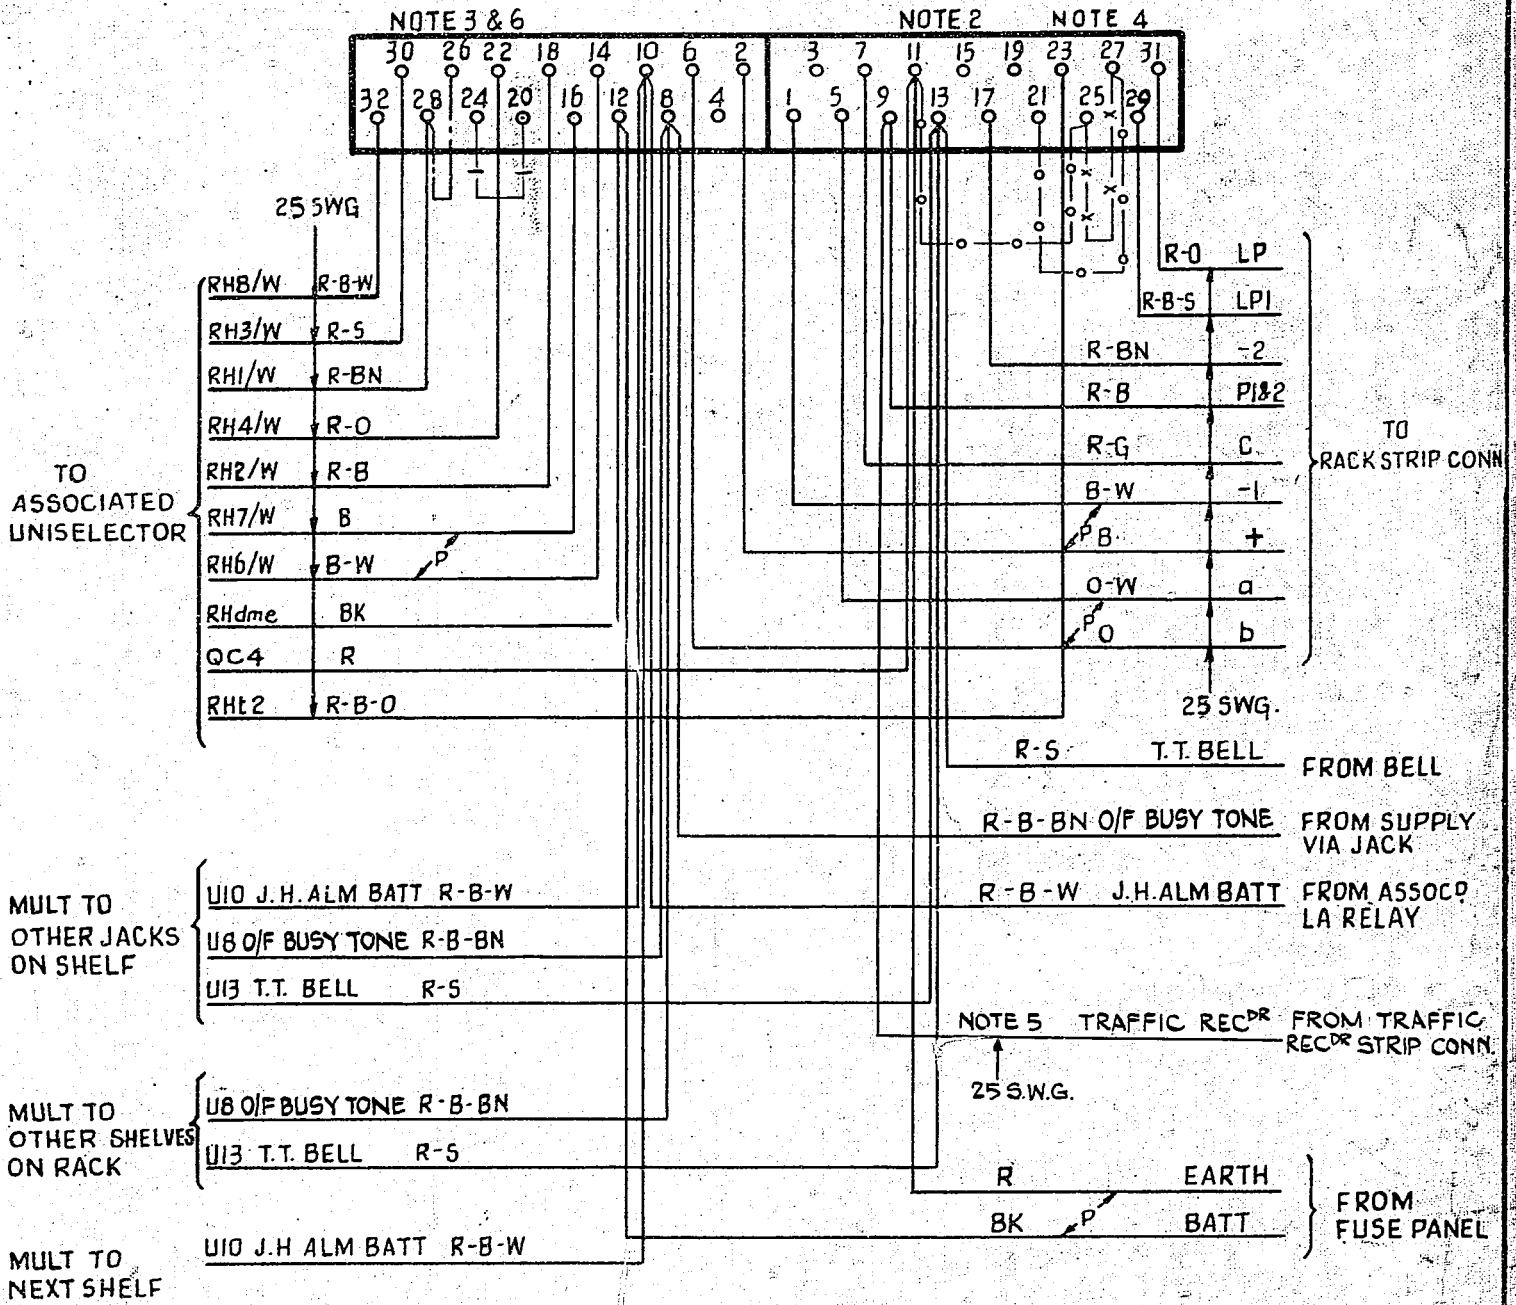 NOTE 3 & 6
NOTE 2
NOTE 4
30 26 22 18 14 10 6 2 3 7 11 15 19 23 27 31
32 28 24 20 16 12 8 4 1 5 9 13 17 21 25 29
25 SWG
RH8/W R-B-W
RH3/W R-S
RH1/W R-BN
RH4/W R-O
RH2/W R-B
RH7/W B
P
RH6/W B-W
RHdme BK
QC4 R
RHt2 R-B-O
TO
ASSOCIATED
UNISELECTOR
R-O LP
R-B-S LP1
R-BN -2
R-B P1&2
R-G C
B-W -1
P B +
O-W a
P O b
25 SWG.
TO
RACK STRIP CONN
R-S T.T. BELL FROM BELL
R-B-BN O/F BUSY TONE FROM SUPPLY
VIA JACK
R-B-W J.H. ALM BATT FROM ASSOCD
LA RELAY
MULT TO
OTHER JACKS
ON SHELF
U10 J.H. ALM BATT R-B-W
U8 O/F BUSY TONE R-B-BN
U13 T.T. BELL R-S
NOTE 5 TRAFFIC RECDR FROM TRAFFIC
RECDR STRIP CONN.
25 S.W.G.
MULT TO
OTHER SHELVES
ON RACK
U8 O/F BUSY TONE R-B-BN
U13 T.T. BELL R-S
R EARTH
P
BK BATT
FROM
FUSE PANEL
MULT TO
NEXT SHELF
U10 J.H ALM BATT R-B-W